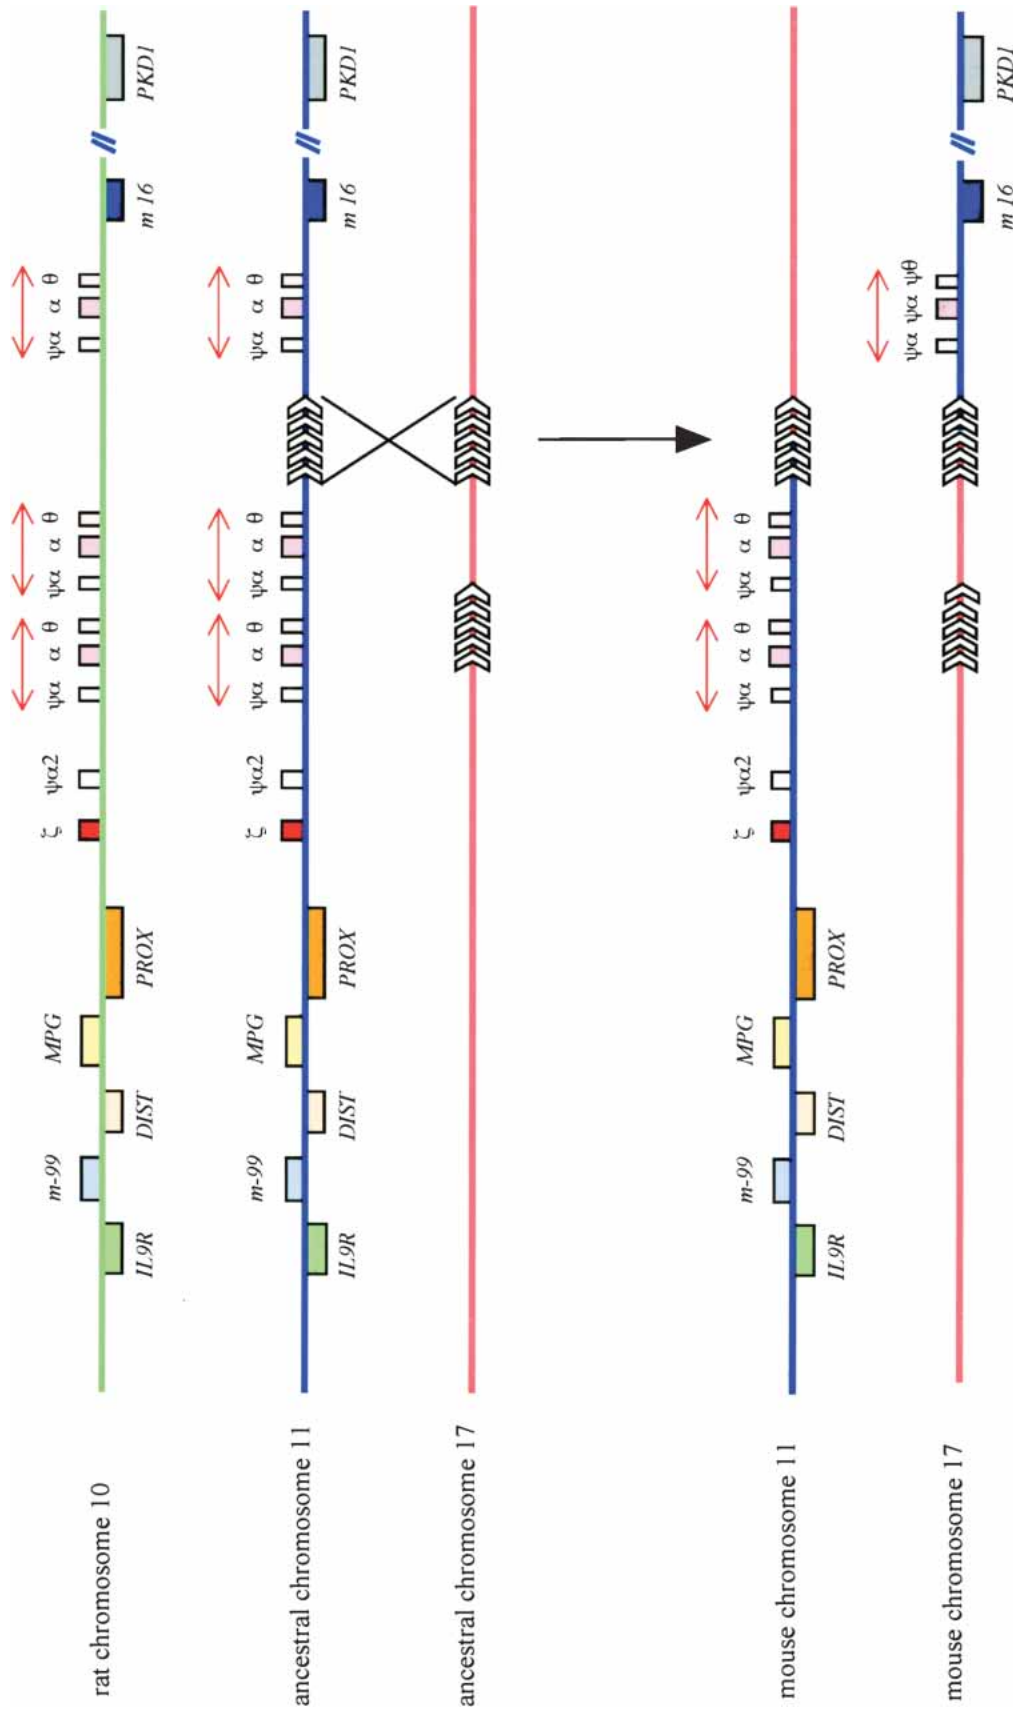 m-99 MPG ζ ψα2 ψα α θ ψα α θ ψα α θ
rat chromosome 10
IL9R DIST PROX m 16 PKD1
m-99 MPG ζ ψα2 ψα α θ ψα α θ ψα α θ
ancestral chromosome 11
IL9R DIST PROX m 16 PKD1
ancestral chromosome 17
m-99 MPG ζ ψα2 ψα α θ ψα α θ
mouse chromosome 11
IL9R DIST PROX
ψα ψα ψθ
mouse chromosome 17
m 16 PKD1